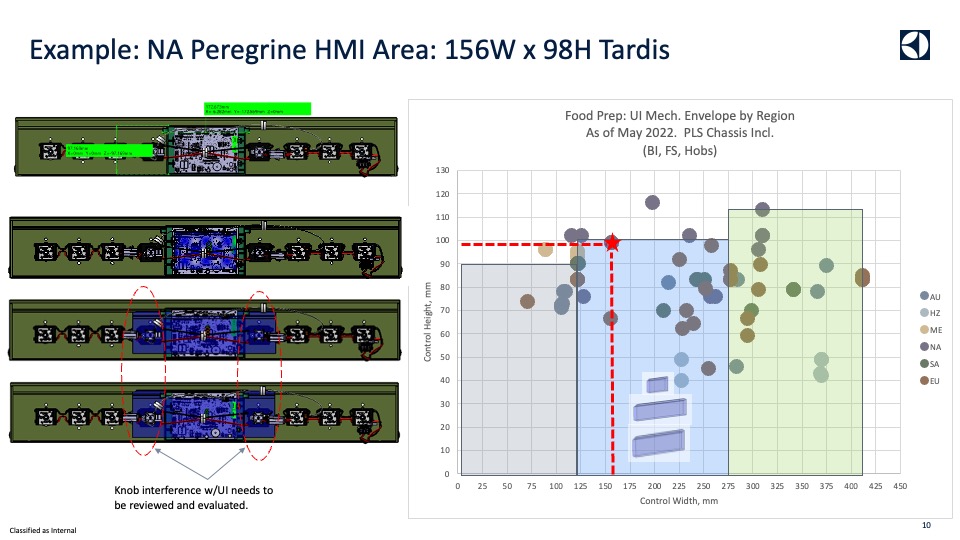 Example: NA Peregrine HMI Area: 156W x 98H Tardis
Food Prep: UI Mech. Envelope by Region
As of May 2022.  PLS Chassis Incl.
(BI, FS, Hobs)
130
120
110
100
90
80
70
60
50
40
30
20
10
0
Control Height, mm
0 25 50 75 100 125 150 175 200 225 250 275 300 325 350 375 400 425 450
Control Width, mm
AU
HZ
ME
NA
SA
EU
Knob interference w/UI needs to
be reviewed and evaluated.
Classified as Internal
10